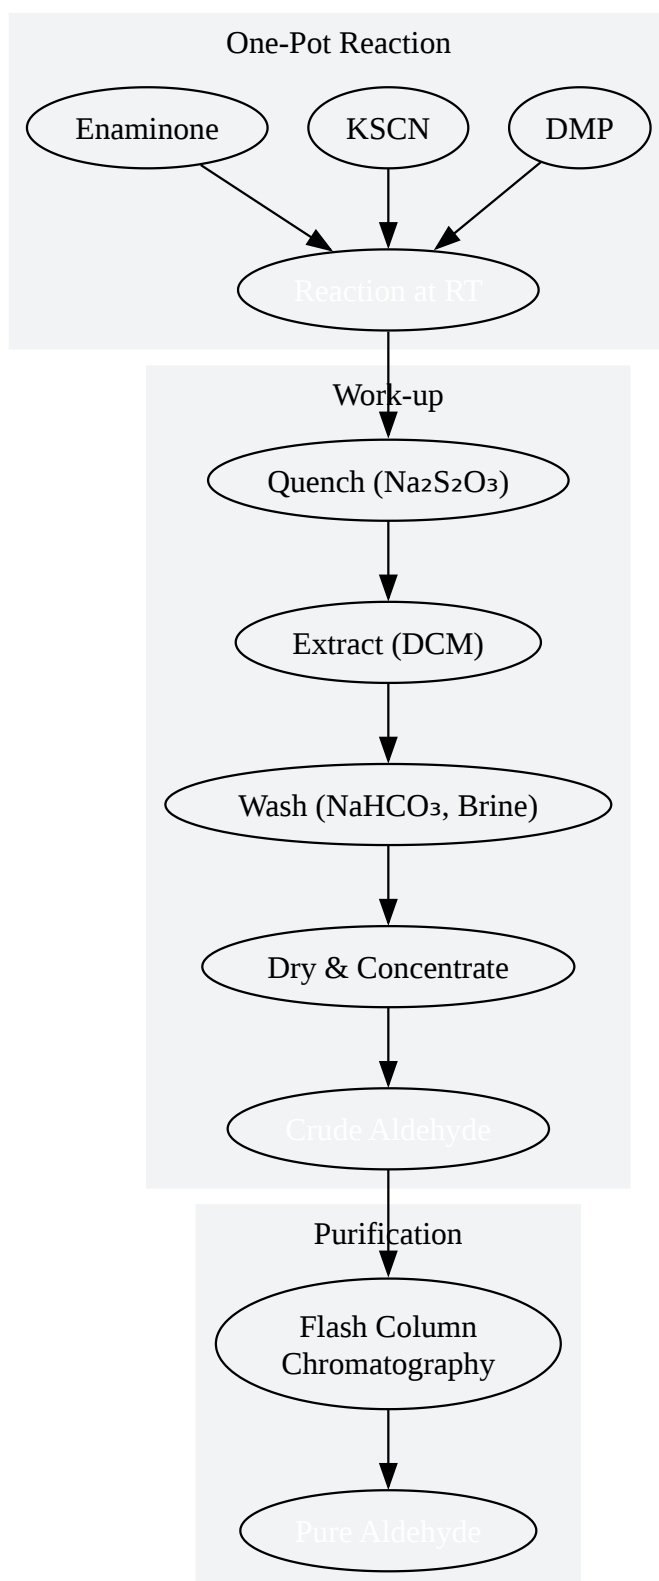 One-Pot Reaction
Enaminone
KSCN
DMP
Reaction at RT
Work-up
Quench (Na₂S₂O₃)
Extract (DCM)
Wash (NaHCO₃, Brine)
Dry & Concentrate
Crude Aldehyde
Purification
Flash Column
Chromatography
Pure Aldehyde